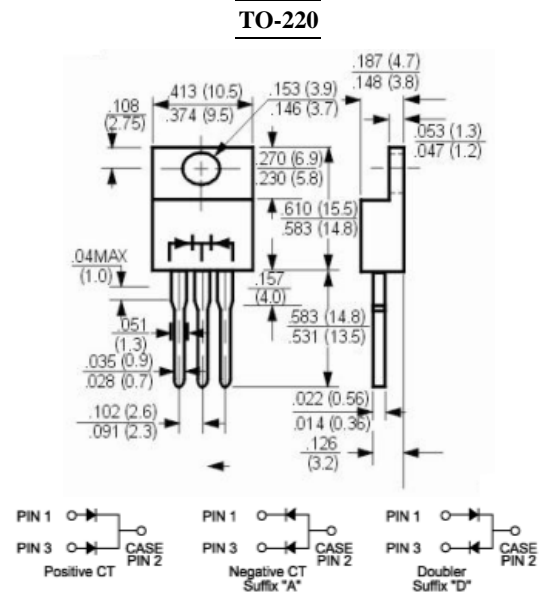 TO-220
.187 (4.7)
.148 (3.8)
.413 (10.5)
.374 (9.5)
.153 (3.9)
.146 (3.7)
.108
(2.75)
.053 (1.3)
.047 (1.2)
.270 (6.9)
.230 (5.8)
.610 (15.5)
.583 (14.8)
.04MAX
(1.0)
.157
(4.0)
.051
(1.3)
.583 (14.8)
.531 (13.5)
.035 (0.9)
.028 (0.7)
.022 (0.56)
.014 (0.36)
.102 (2.6)
.091 (2.3)
.126
(3.2)
PIN 1
PIN 3
CASE
PIN 2
Positive CT
PIN 1
PIN 3
CASE
PIN 2
Negative CT
Suffix "A"
PIN 1
PIN 3
CASE
PIN 2
Doubler
Suffix "D"